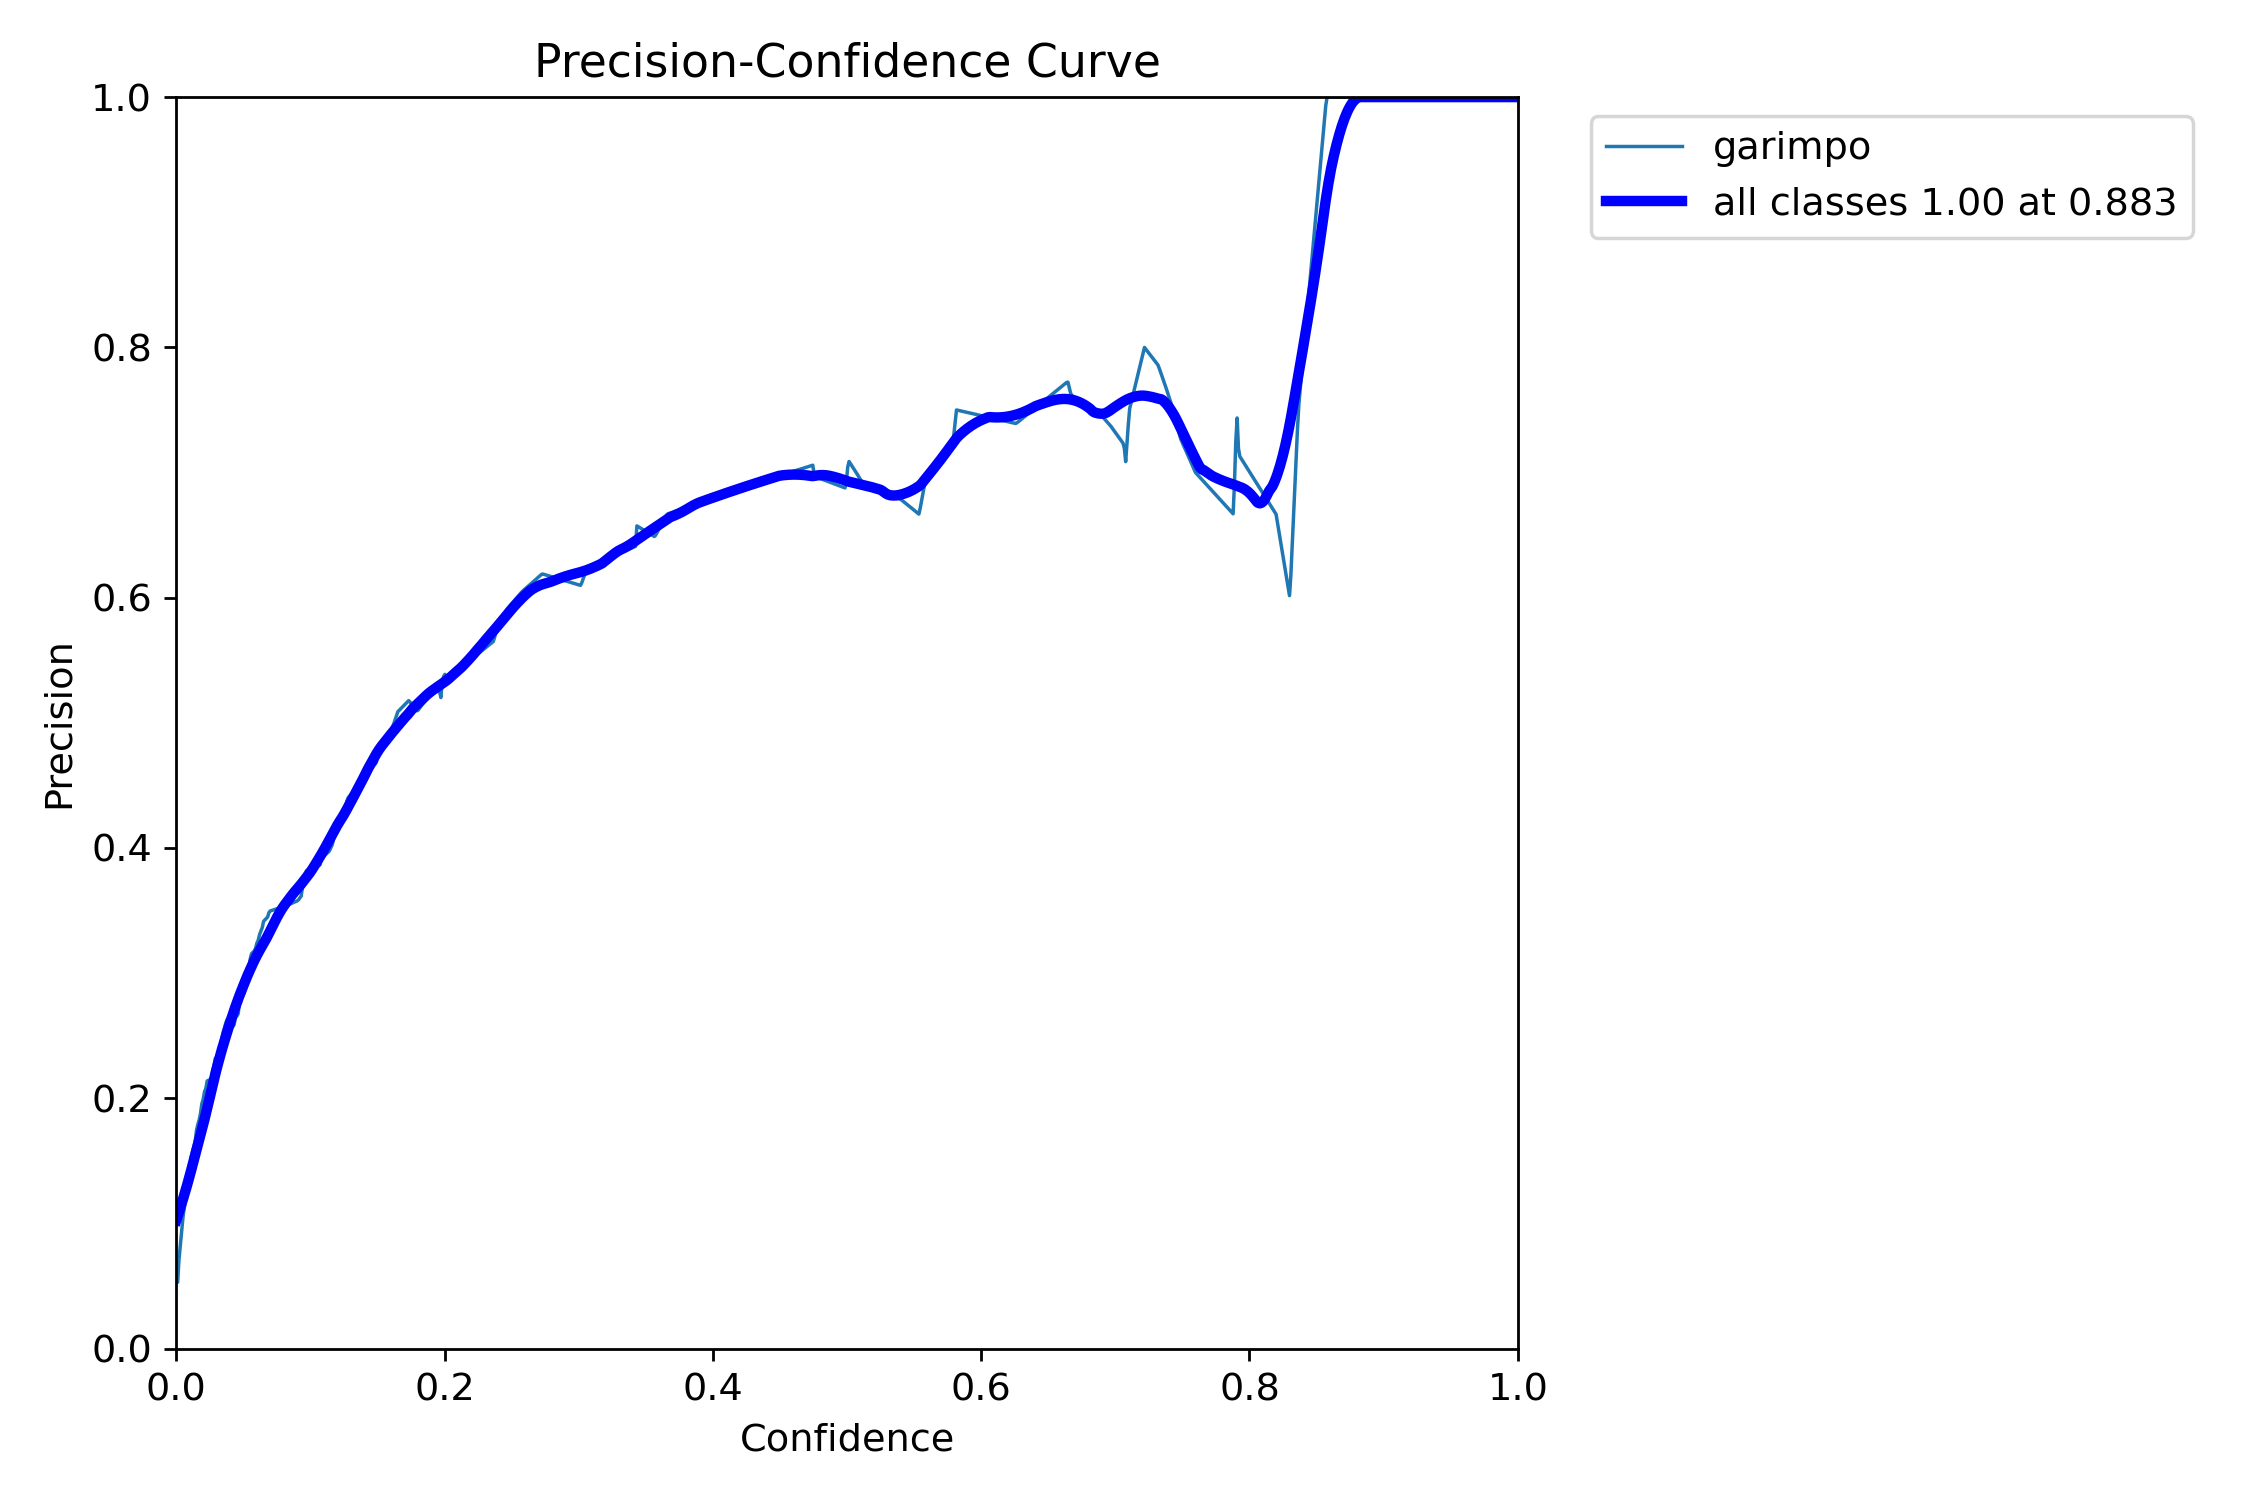 Precision-Confidence Curve
1.0
0.8
0.6
0.4
0.2
0.0
Precision
0.0 0.2 0.4 0.6 0.8 1.0
Confidence
garimpo
all classes 1.00 at 0.883